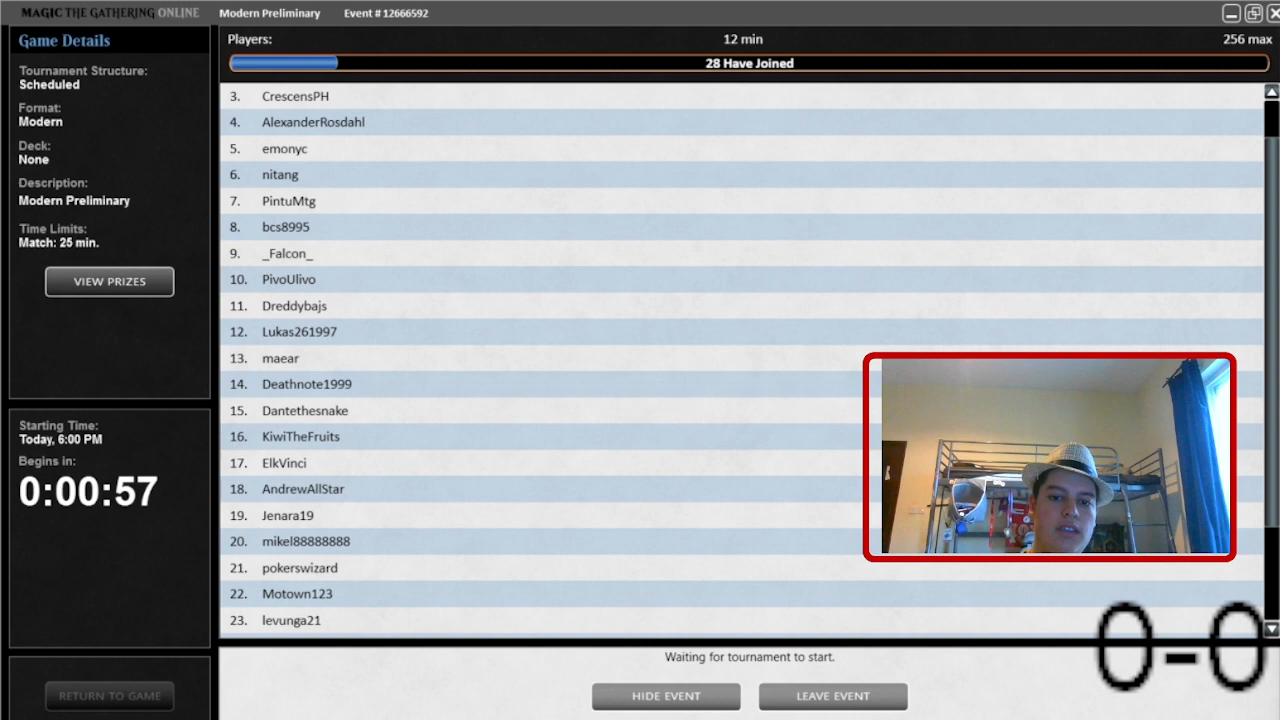 MAGIC THE GATHERING ONLINE
Modern Preliminary
Event # 12666592
Game Details
Tournament Structure:
Scheduled
Format:
Modern
Deck:
None
Description:
Modern Preliminary
Time Limits:
Match: 25 min.
VIEW PRIZES
Starting Time:
Today, 6:00 PM
Begins in:
0:00:57
RETURN TO GAME
Players:
12 min
256 max
28 Have Joined
3. CrescensPH
4. AlexanderRosdahl
5. emonyc
6. nitang
7. PintuMtg
8. bcs8995
9. _Falcon_
10. PivoUlivo
11. Dreddybajs
12. Lukas261997
13. maear
14. Deathnote1999
15. Dantethesnake
16. KiwiTheFruits
17. ElkVinci
18. AndrewAllStar
19. Jenara19
20. mikel88888888
21. pokerswizard
22. Motown123
23. levunga21
Waiting for tournament to start.
HIDE EVENT
LEAVE EVENT
0-0